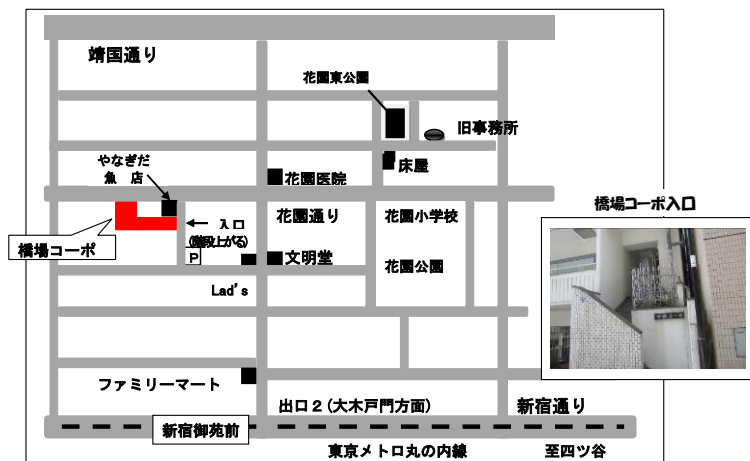 靖国通り
花園東公園
旧事務所
やなぎだ
魚 店
花園医院
床屋
橋場コーポ入口
入口
(階段上がる)
花園通り
花園小学校
橋場コーポ
P
文明堂
花園公園
Lad's
ファミリーマート
出口2(大木戸門方面)
新宿通り
新宿御苑前
東京メトロ丸の内線
至四ツ谷